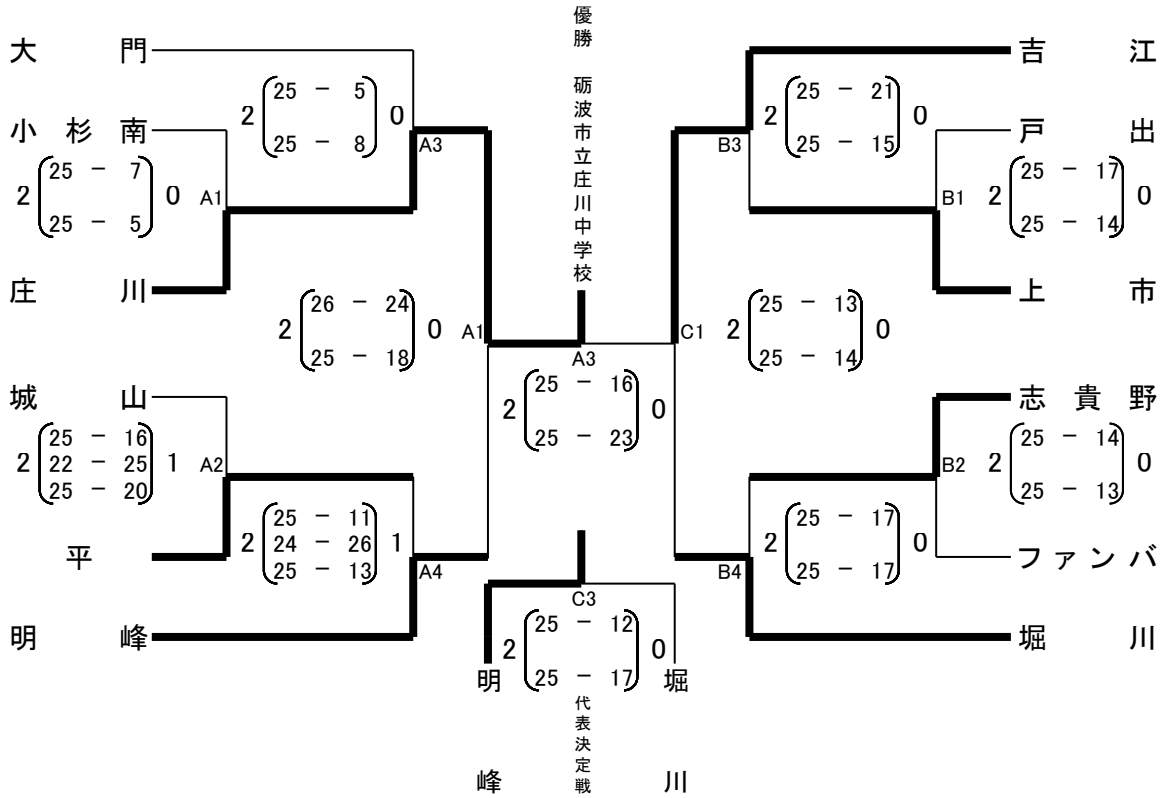 優勝 砺波市立庄川中学校
大門
25 - 5
2 0
25 - 8
A3
小杉南
25 - 7
2 0
25 - 5
A1
庄川
26 - 24
2 0
25 - 18
A1
城山
25 - 16
2 22 - 25 1
25 - 20
A2
平
25 - 11
2 24 - 26 1
25 - 13
A4
明峰
A3
25 - 16
2 0
25 - 23
C3
25 - 12
2 0
25 - 17
明峰
堀川
代表決定戦
吉江
25 - 21
2 0
25 - 15
B3
戸出
25 - 17
2 0
25 - 14
B1
上市
C1
25 - 13
2 0
25 - 14
志貴野
25 - 14
2 0
25 - 13
B2
ファンバ
25 - 17
2 0
25 - 17
B4
堀川